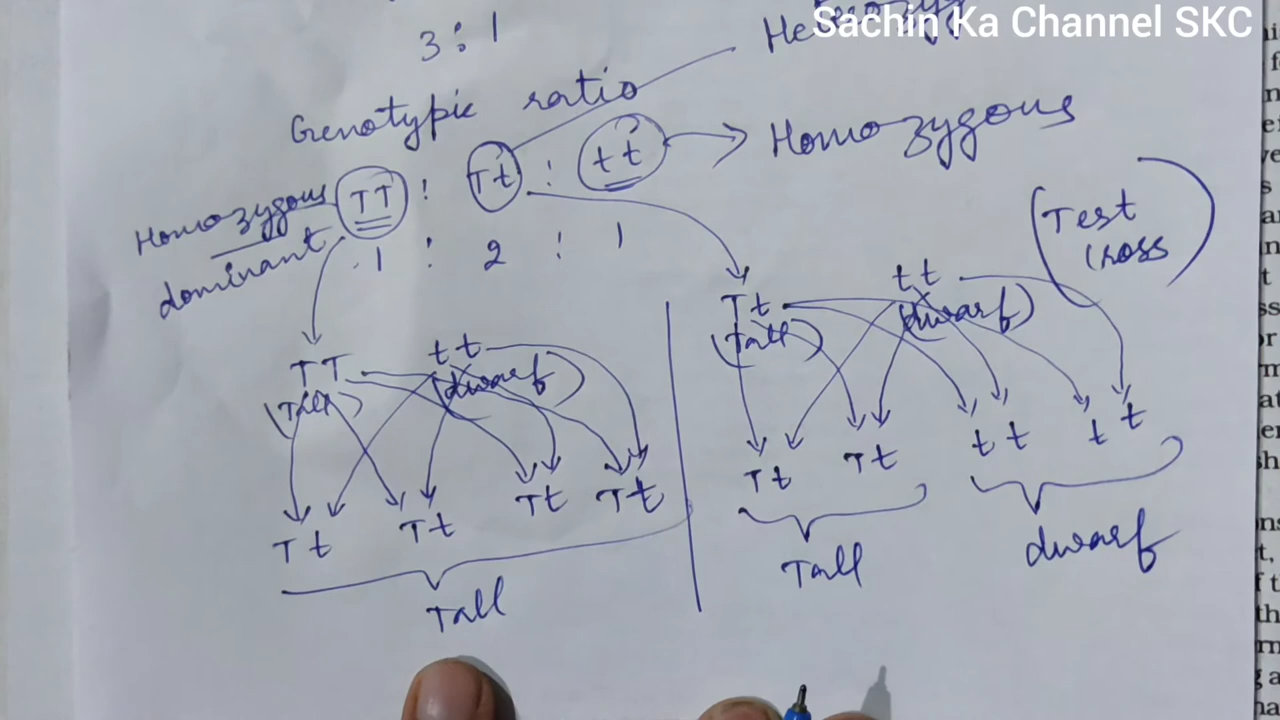 Sachin Ka Channel SKC
3 : 1
Genotypic ratio
Homozygous
TT : Tt : tt
Homozygous
dominant
1 : 2 : 1
Test
Cross
TT tt
(Tall) (dwarf)
Tt Tt Tt Tt
Tall
Tt tt
(Tall) (dwarf)
Tt Tt tt tt
Tall dwarf